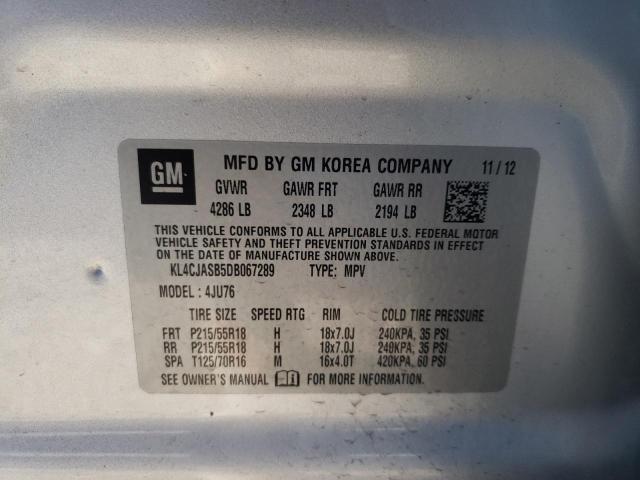 GM MFD BY GM KOREA COMPANY 11/12
GVWR GAWR FRT GAWR RR
4286 LB 2348 LB 2194 LB
THIS VEHICLE CONFORMS TO ALL APPLICABLE U.S. FEDERAL MOTOR
VEHICLE SAFETY AND THEFT PREVENTION STANDARDS IN EFFECT
ON THE DATE OF MANUFACTURE SHOWN ABOVE.
KL4CJASB5DB067289 TYPE: MPV
MODEL: 4JU76
TIRE SIZE SPEED RTG RIM COLD TIRE PRESSURE
FRT P215/55R18 H 18x7.0J 240KPA, 35 PSI
RR P215/55R18 H 18x7.0J 240KPA, 35 PSI
SPA T125/70R16 M 16x4.0T 420KPA, 60 PSI
SEE OWNER'S MANUAL FOR MORE INFORMATION.